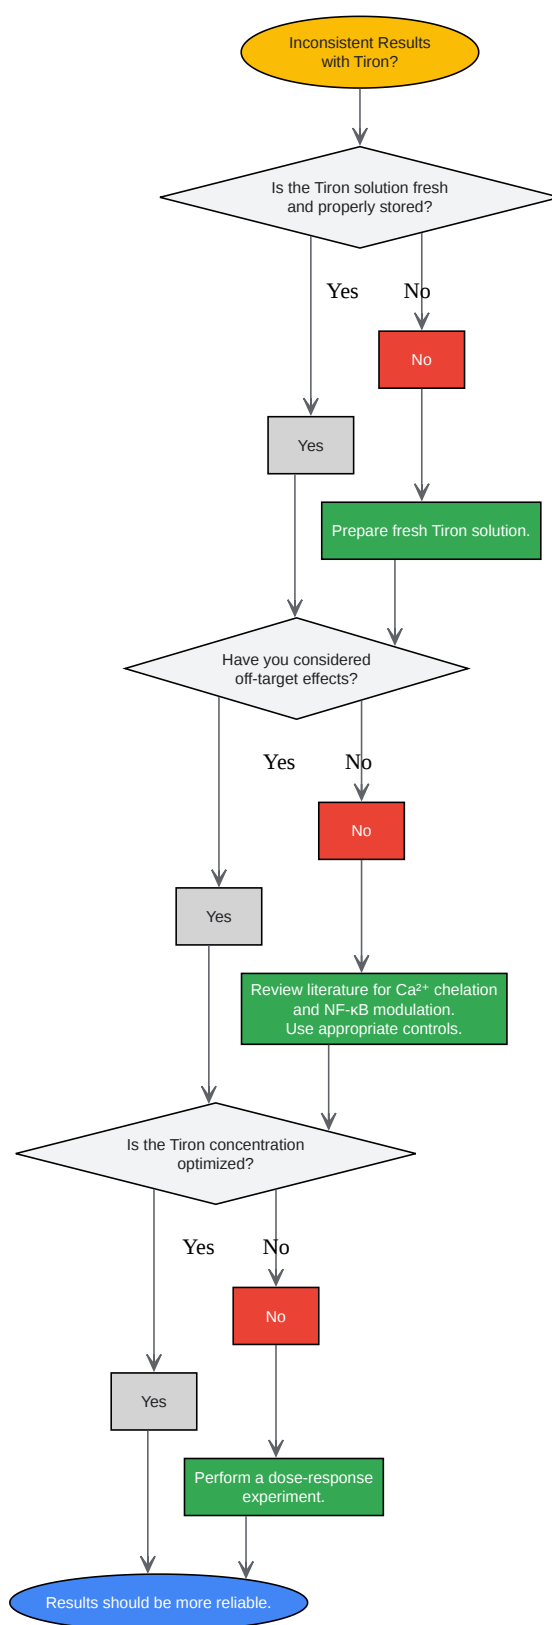 Inconsistent Results
with Tiron?
Is the Tiron solution fresh
and properly stored?
Yes
No
No
Yes
Prepare fresh Tiron solution.
Have you considered
off-target effects?
Yes
No
No
Yes
Review literature for Ca²⁺ chelation
and NF-κB modulation.
Use appropriate controls.
Is the Tiron concentration
optimized?
Yes
No
No
Yes
Perform a dose-response
experiment.
Results should be more reliable.